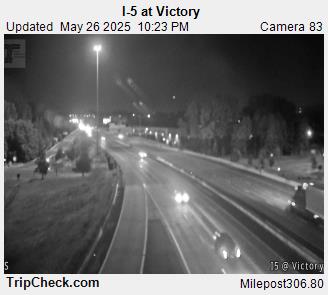 I-5 at Victory
Updated May 26 2025 10:23 PM Camera 83
S
I5 @ Victory
TripCheck.com Milepost306.80